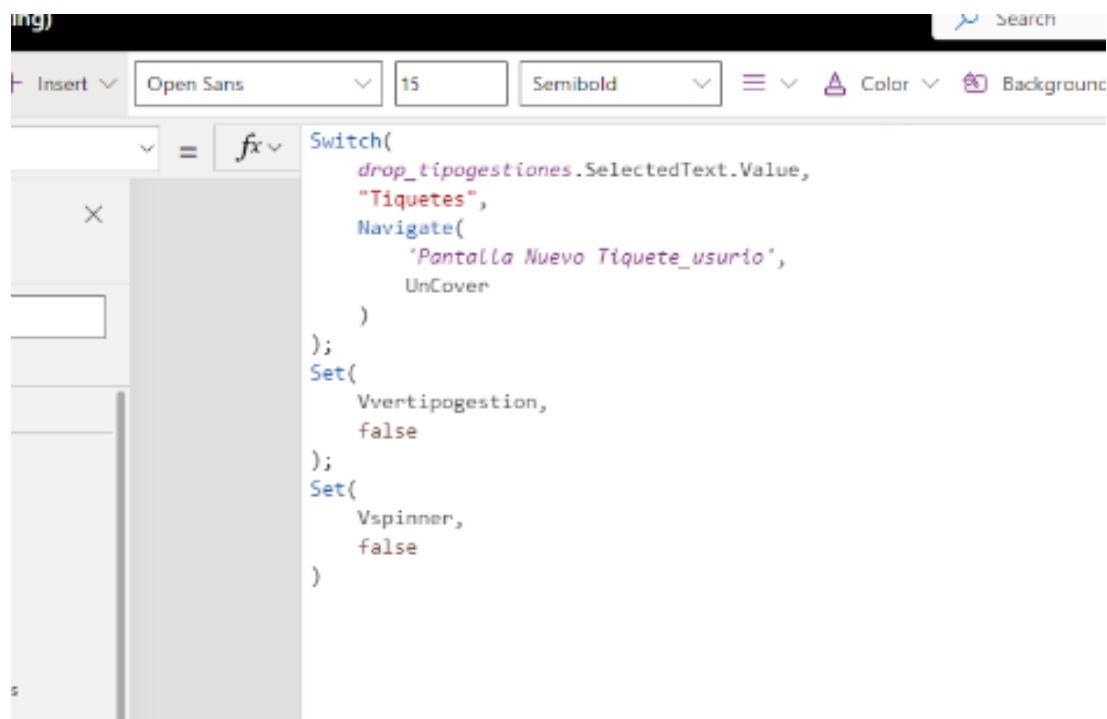 ing)
Search
Insert
Open Sans
15
Semibold
Color
Background
=
fx
Switch(
drop_tipogestiones.SelectedText.Value,
"Tiquetes",
Navigate(
'Pantalla Nuevo Tiquete_usurio',
UnCover
)
);
Set(
Vvertipogestion,
false
);
Set(
Vspinner,
false
)
s